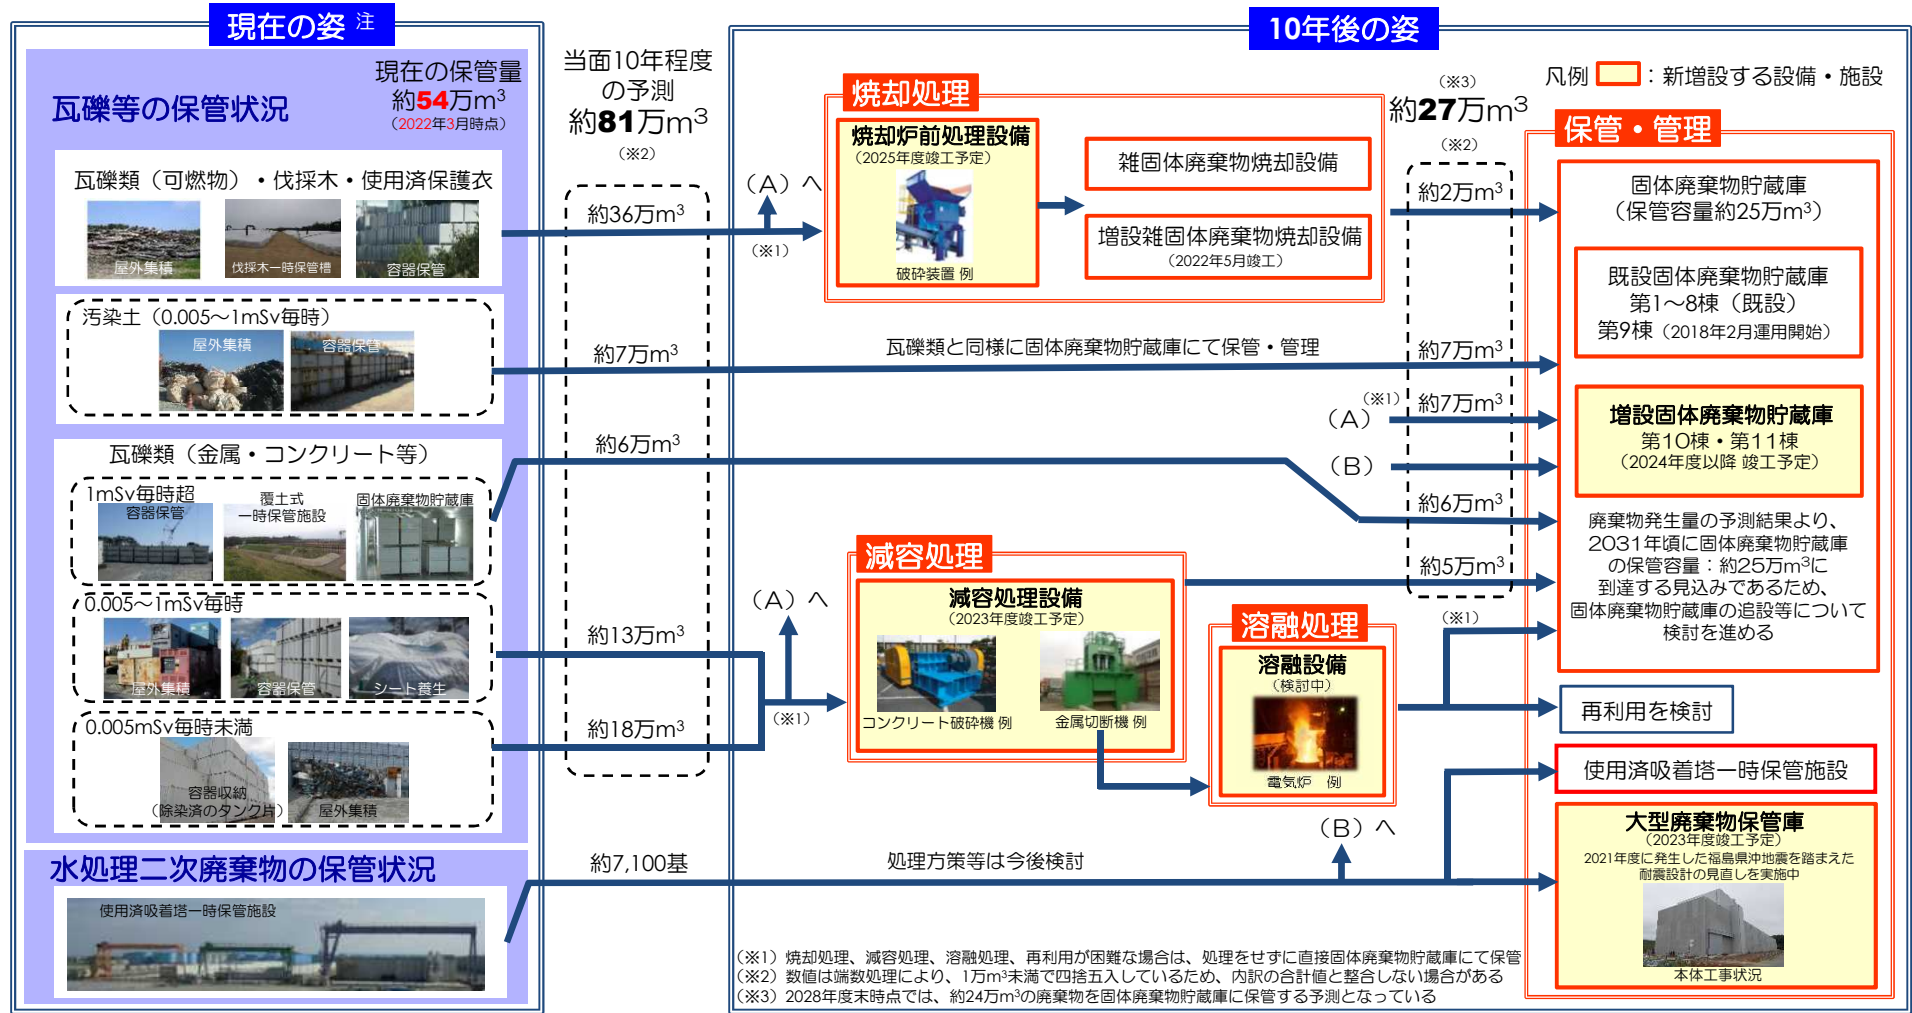 現在の姿 注
瓦礫等の保管状況
現在の保管量
約54万m³
（2022年3月時点）
瓦礫類（可燃物）・伐採木・使用済保護衣
屋外集積
伐採木一時保管槽
容器保管
汚染土（0.005～1mSv毎時）
屋外集積
容器保管
瓦礫類（金属・コンクリート等）
1mSv毎時超
容器保管
覆土式
一時保管施設
固体廃棄物貯蔵庫
0.005～1mSv毎時
屋外集積
容器保管
シート養生
0.005mSv毎時未満
容器収納
（除染済のタンク片）
屋外集積
水処理二次廃棄物の保管状況
使用済吸着塔一時保管施設
当面10年程度
の予測
約81万m³
（※2）
約36万m³
約7万m³
約6万m³
約13万m³
約18万m³
約7,100基
10年後の姿
凡例 ：新増設する設備・施設
（A）へ
（※1）
焼却処理
焼却炉前処理設備
（2025年度竣工予定）
破砕装置 例
雑固体廃棄物焼却設備
増設雑固体廃棄物焼却設備
（2022年5月竣工）
瓦礫類と同様に固体廃棄物貯蔵庫にて保管・管理
（A）へ
（※1）
減容処理
減容処理設備
（2023年度竣工予定）
コンクリート破砕機 例
金属切断機 例
溶融処理
溶融設備
（検討中）
電気炉 例
（B）へ
処理方策等は今後検討
（※3）
約27万m³
（※2）
約2万m³
約7万m³
（A）
（※1）
約7万m³
（B）
約6万m³
約5万m³
（※1）
保管・管理
固体廃棄物貯蔵庫
（保管容量約25万m³）
既設固体廃棄物貯蔵庫
第1～8棟（既設）
第9棟（2018年2月運用開始）
増設固体廃棄物貯蔵庫
第10棟・第11棟
（2024年度以降 竣工予定）
廃棄物発生量の予測結果より、
2031年頃に固体廃棄物貯蔵庫
の保管容量：約25万m³に
到達する見込みであるため、
固体廃棄物貯蔵庫の追設等について
検討を進める
再利用を検討
使用済吸着塔一時保管施設
大型廃棄物保管庫
（2023年度竣工予定）
2021年度に発生した福島県沖地震を踏まえた
耐震設計の見直しを実施中
本体工事状況
（※1）焼却処理、減容処理、溶融処理、再利用が困難な場合は、処理をせずに直接固体廃棄物貯蔵庫にて保管
（※2）数値は端数処理により、1万m³未満で四捨五入しているため、内訳の合計値と整合しない場合がある
（※3）2028年度末時点では、約24万m³の廃棄物を固体廃棄物貯蔵庫に保管する予測となっている